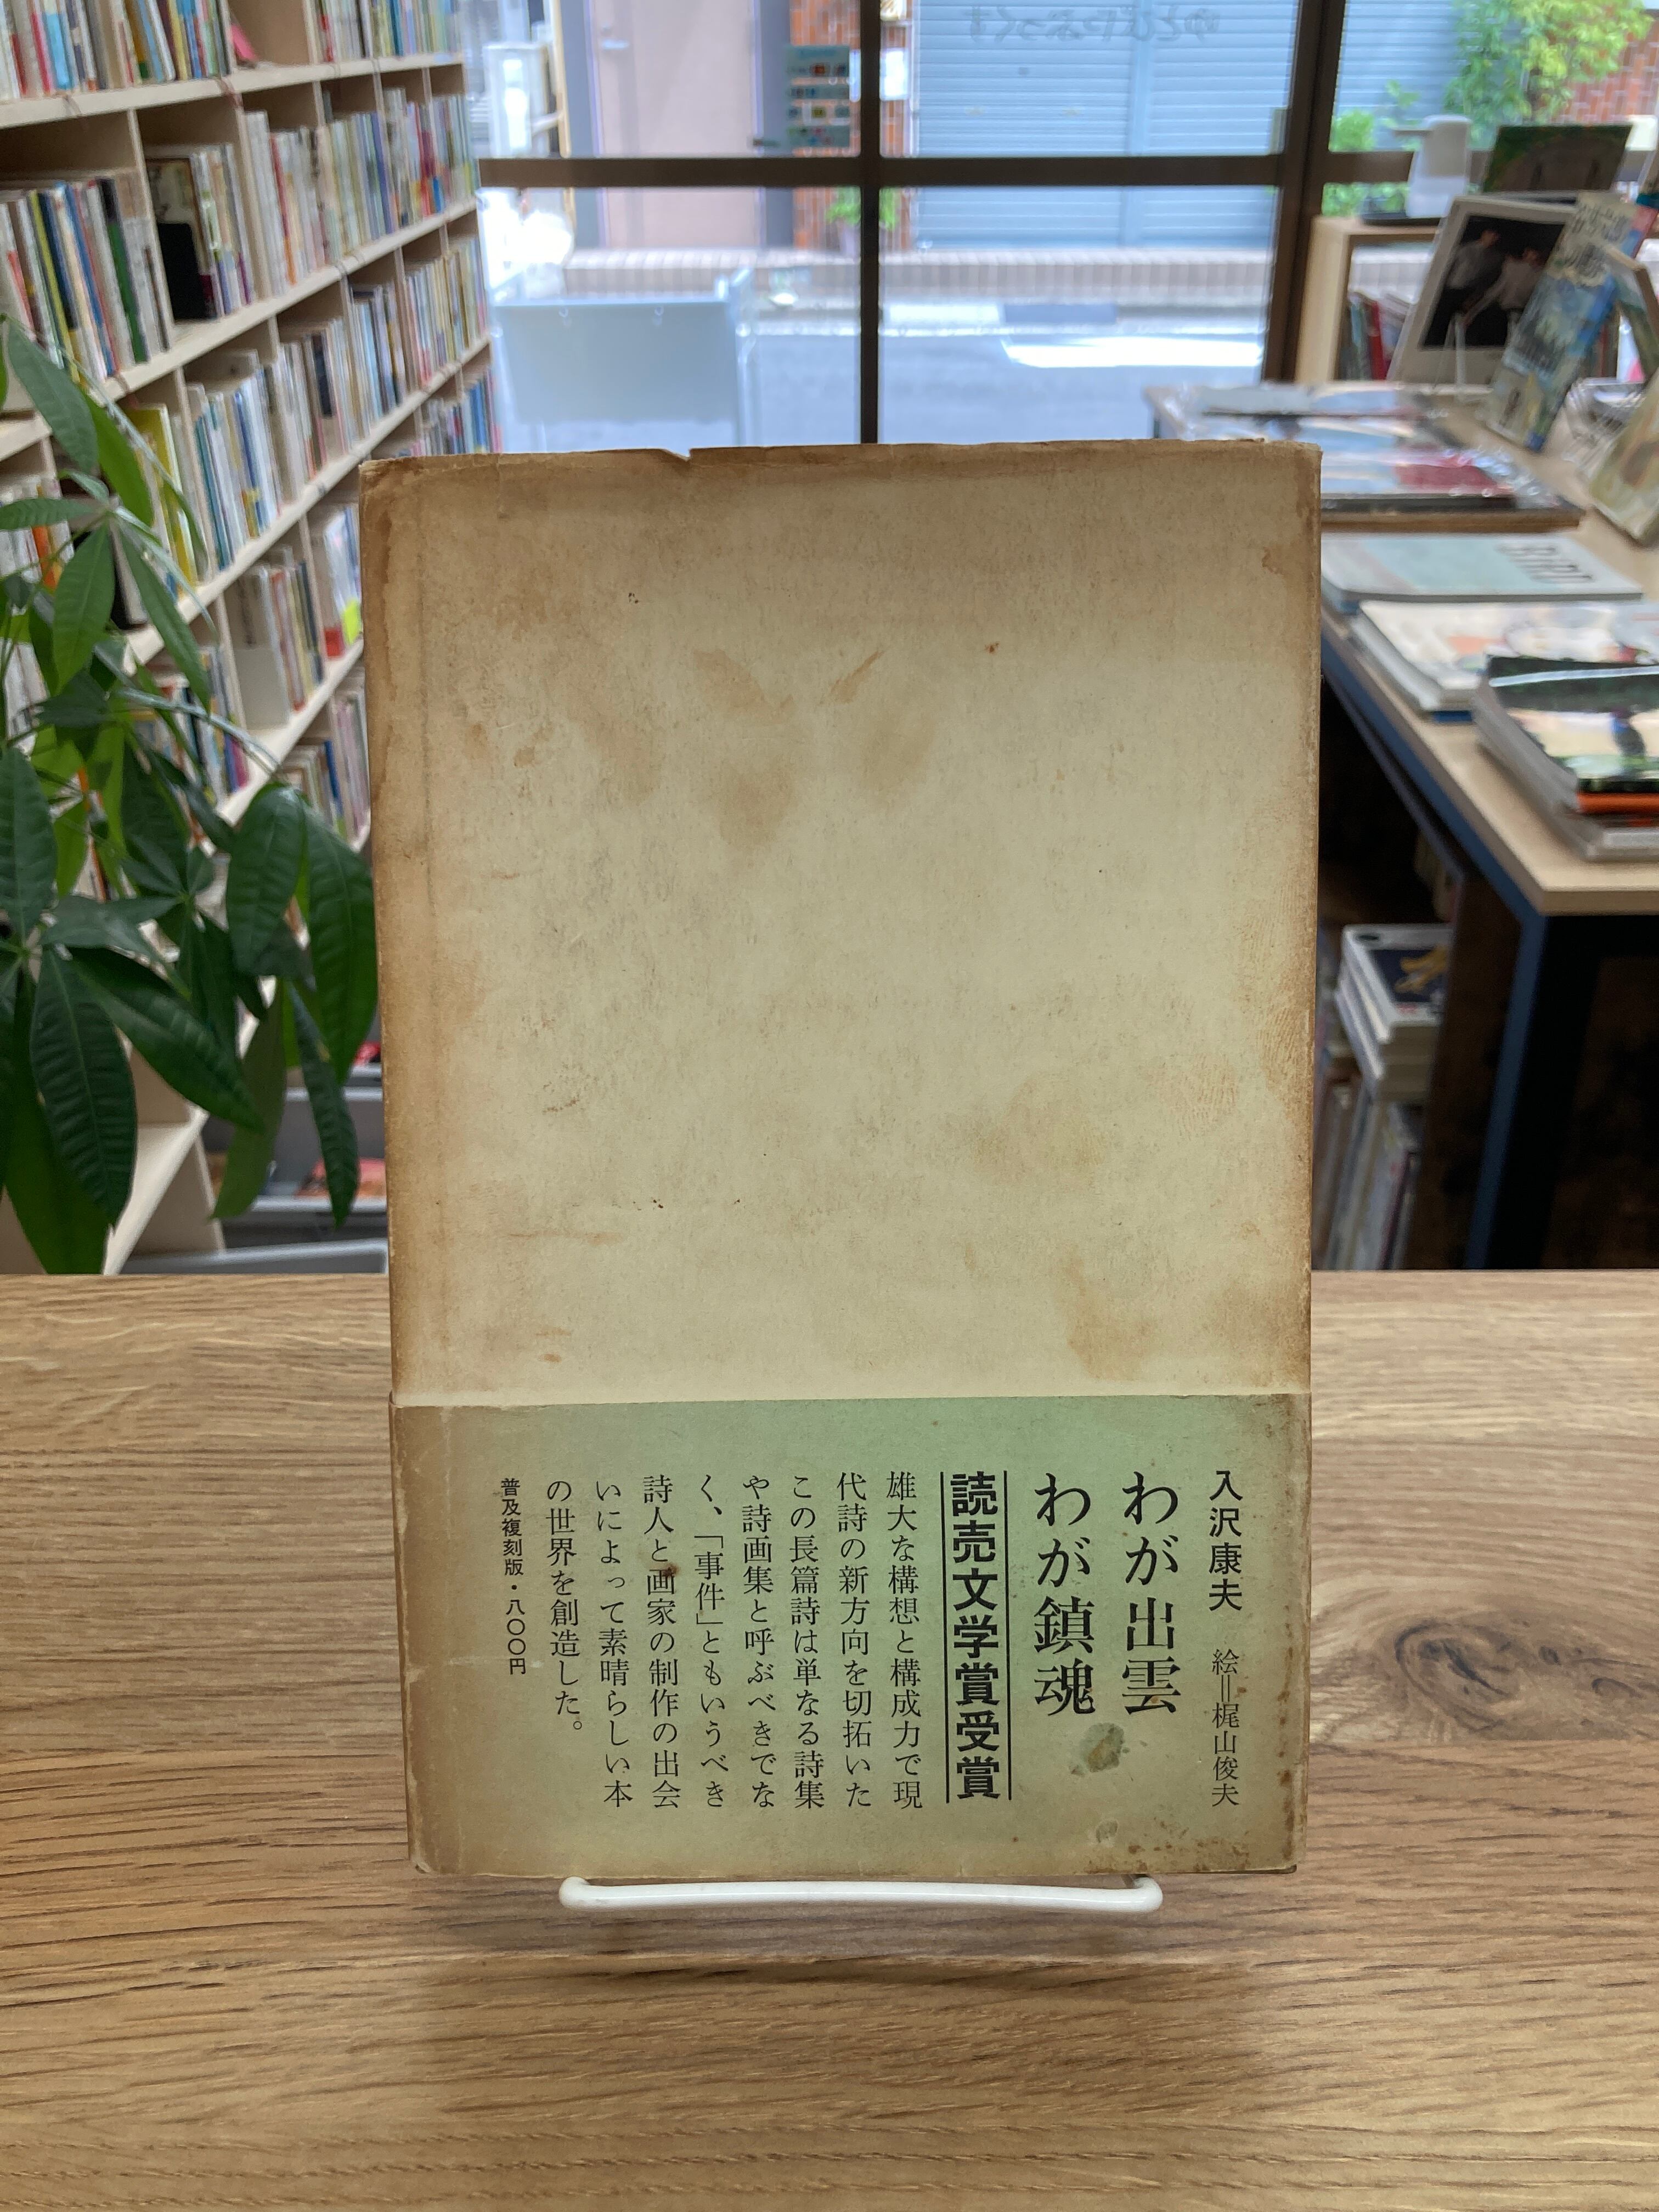 入沢康夫 絵=梶山俊夫
わが出雲
わが鎮魂
読売文学賞受賞
雄大な構想と構成力で現
代詩の新方向を切拓いた
この長篇詩は単なる詩集
や詩画集と呼ぶべきでな
く、「事件」ともいうべき
詩人と画家の制作の出会
いによって素晴らしい本
の世界を創造した。
普及複刻版・八〇〇円